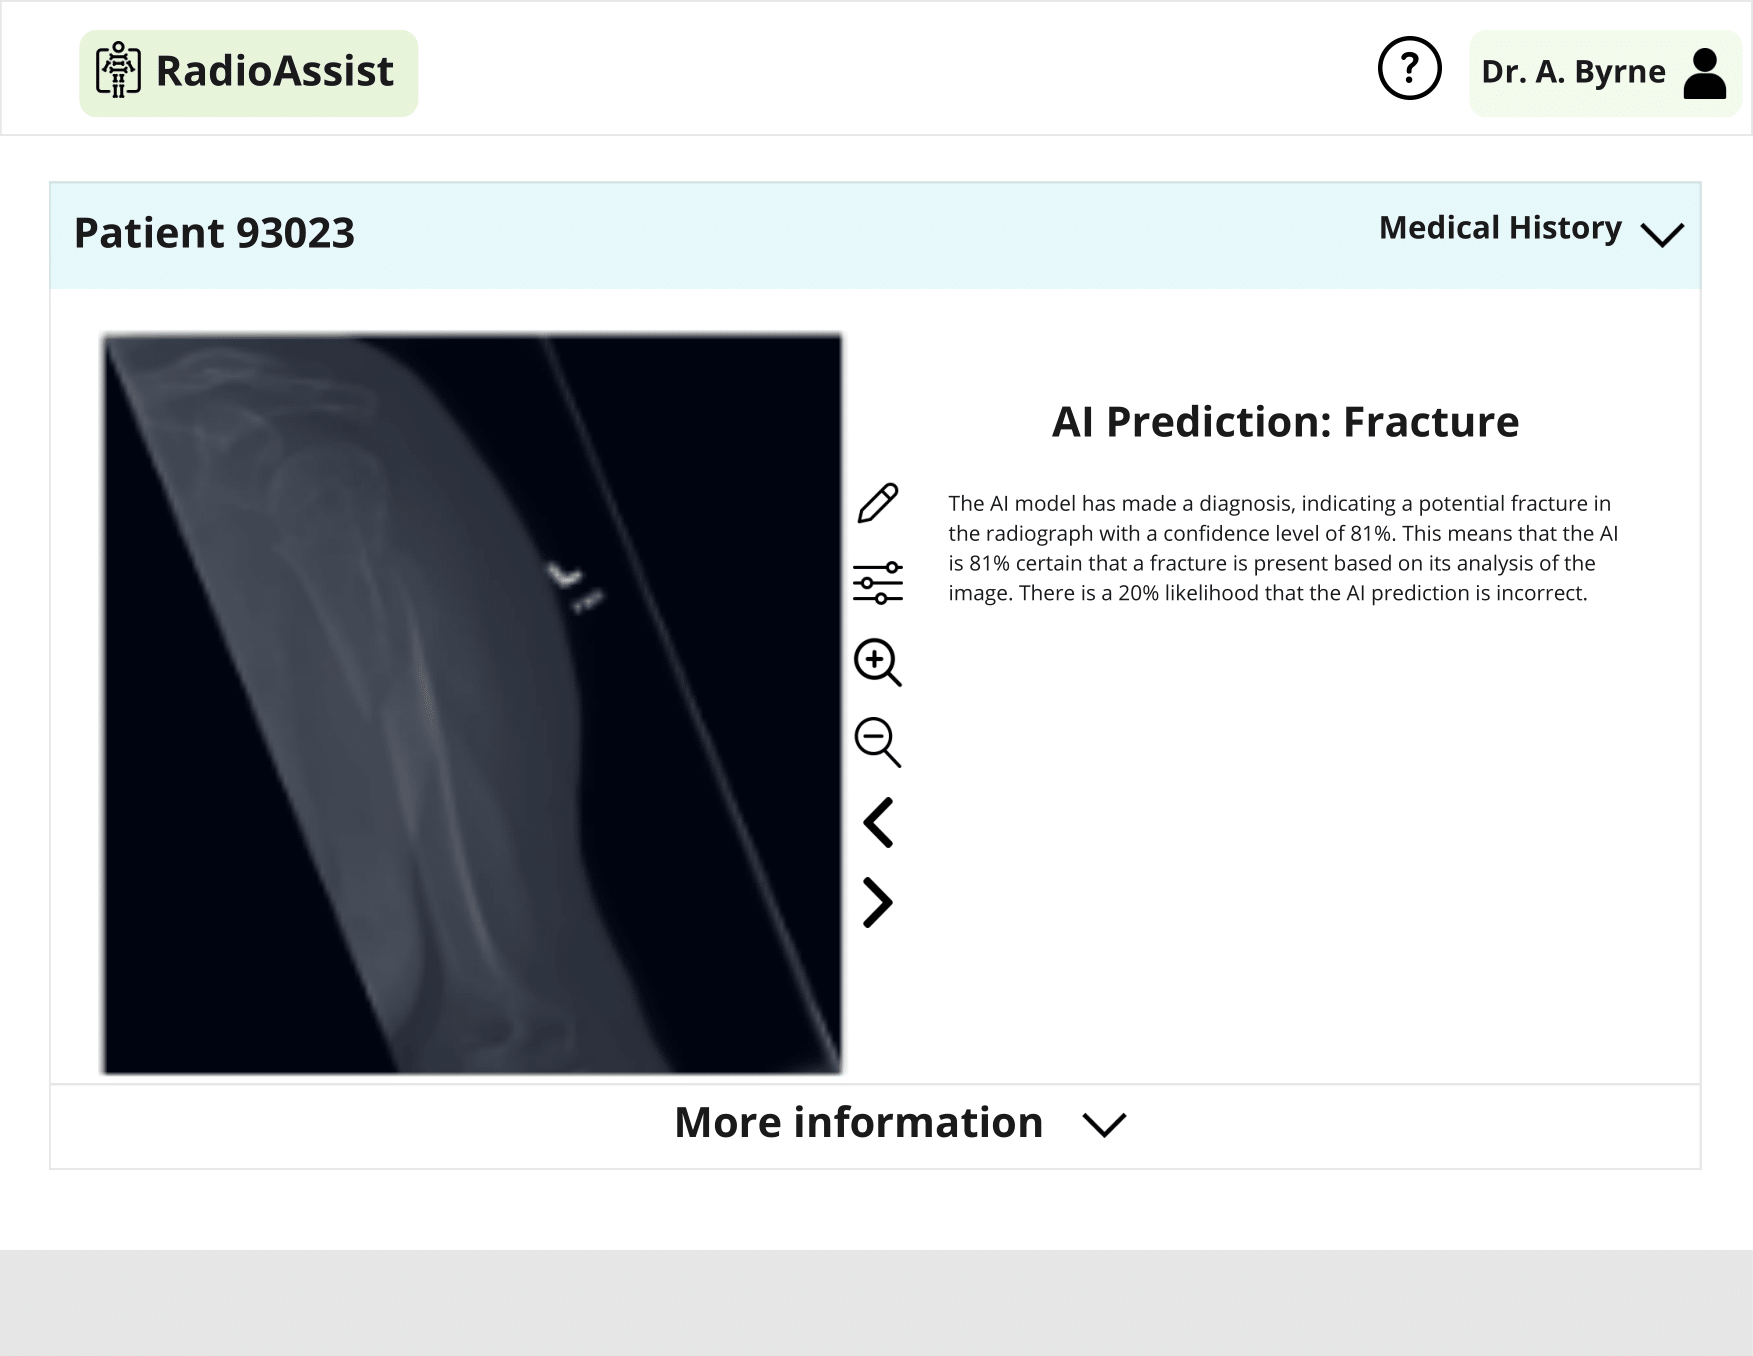 RadioAssist
?
Dr. A. Byrne
Patient 93023
Medical History
AI Prediction: Fracture
The AI model has made a diagnosis, indicating a potential fracture in
the radiograph with a confidence level of 81%. This means that the AI
is 81% certain that a fracture is present based on its analysis of the
image. There is a 20% likelihood that the AI prediction is incorrect.
More information